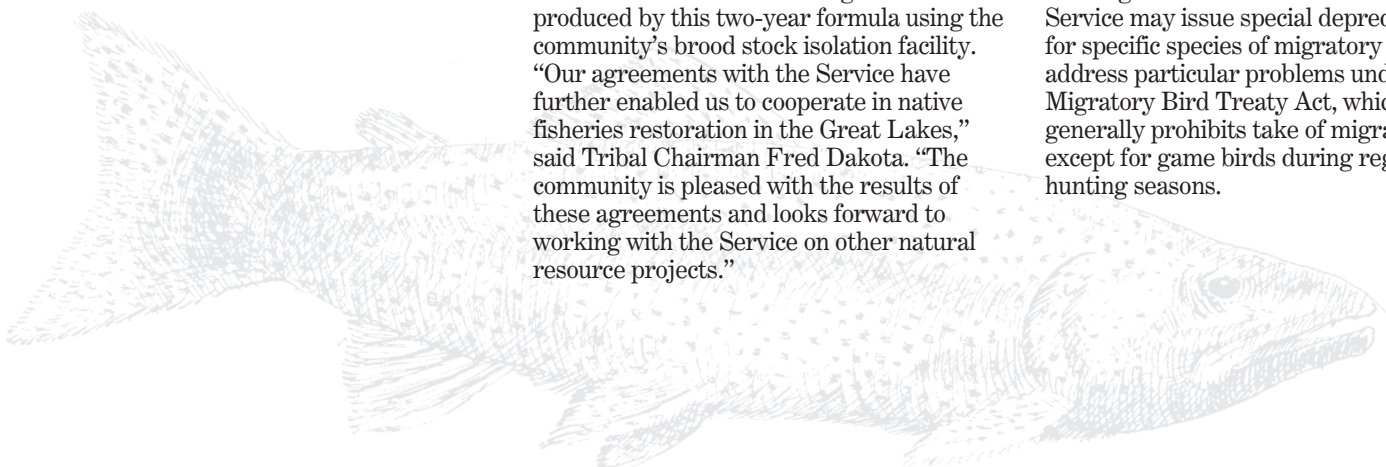 produced by this two-year formula using the
community’s brood stock isolation facility.
“Our agreements with the Service have
further enabled us to cooperate in native
fisheries restoration in the Great Lakes,”
said Tribal Chairman Fred Dakota. “The
community is pleased with the results of
these agreements and looks forward to
working with the Service on other natural
resource projects.”
Service may issue special
for specific species of migratory
address particular problems
Migratory Bird Treaty Act,
generally prohibits take of
except for game birds during
hunting seasons.